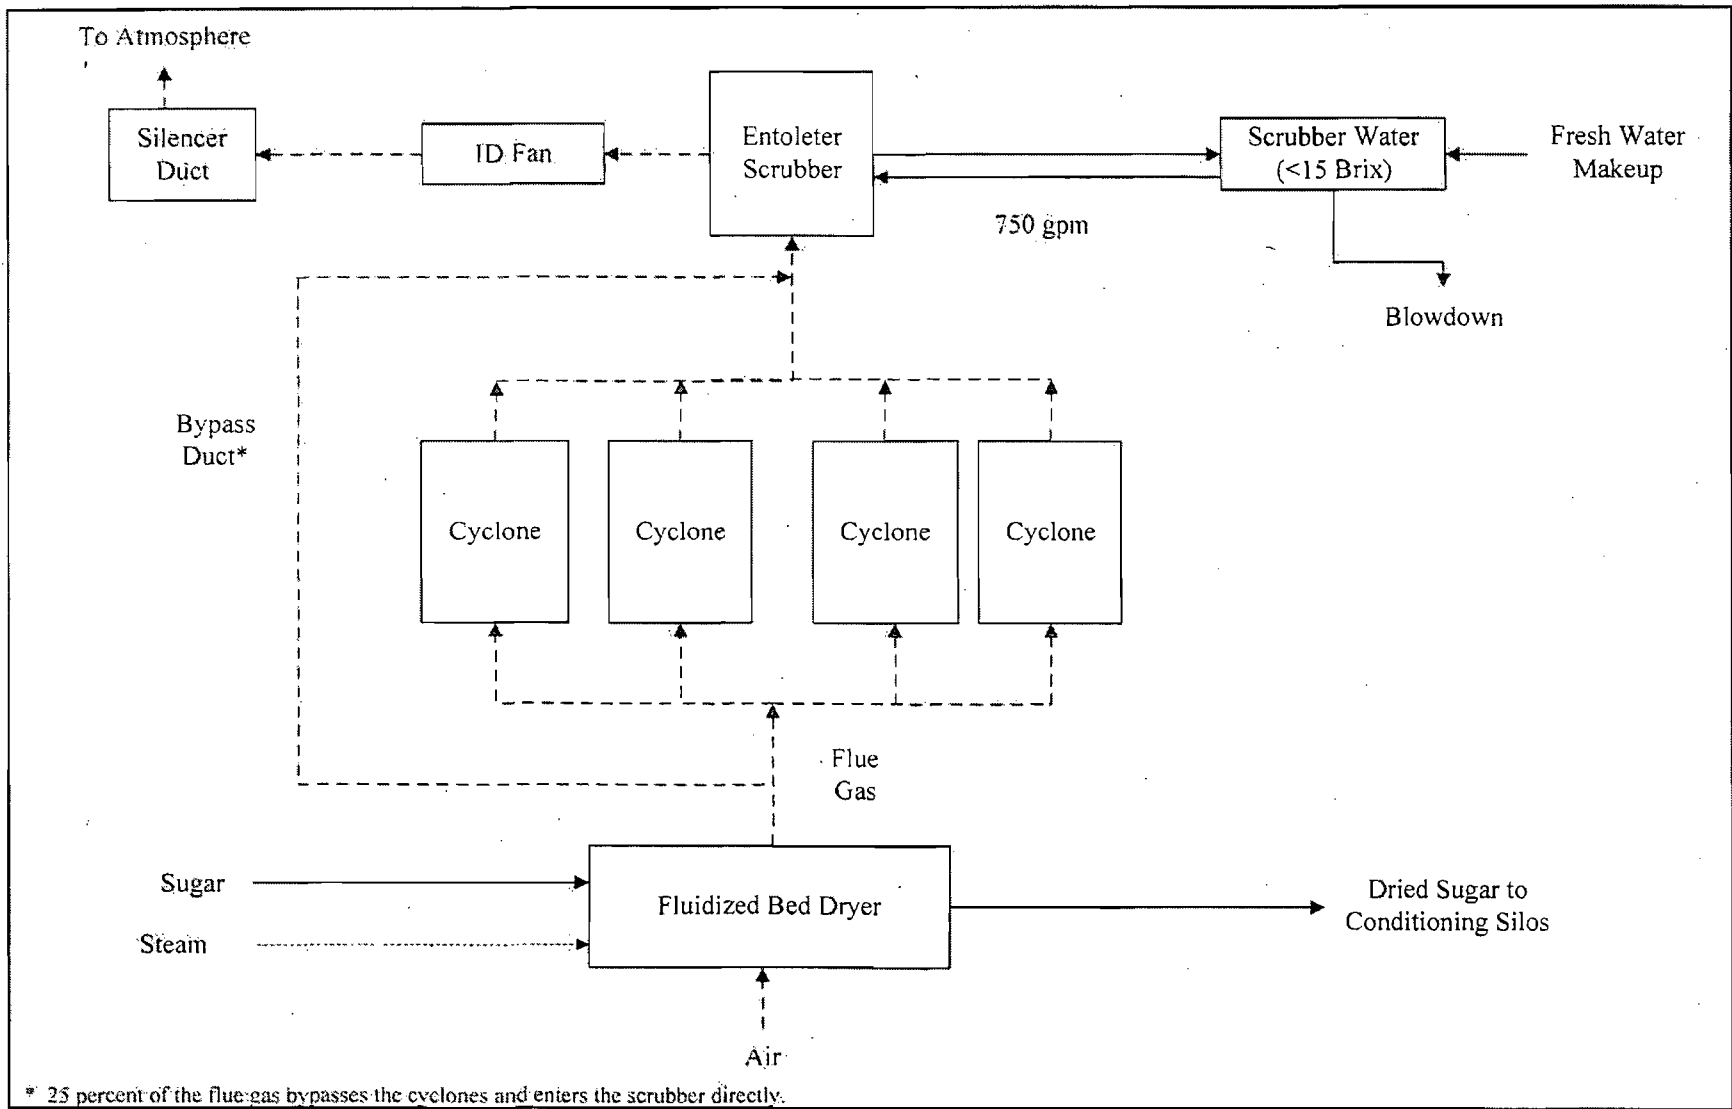 To Atmosphere
Silencer
Duct
ID Fan
Entoleter
Scrubber
Scrubber Water
(<15 Brix)
Fresh Water
Makeup
750 gpm
Blowdown
Bypass
Duct*
Cyclone
Cyclone
Cyclone
Cyclone
Flue
Gas
Sugar
Steam
Fluidized Bed Dryer
Dried Sugar to
Conditioning Silos
Air
* 25 percent of the flue gas bypasses the cyclones and enters the scrubber directly.